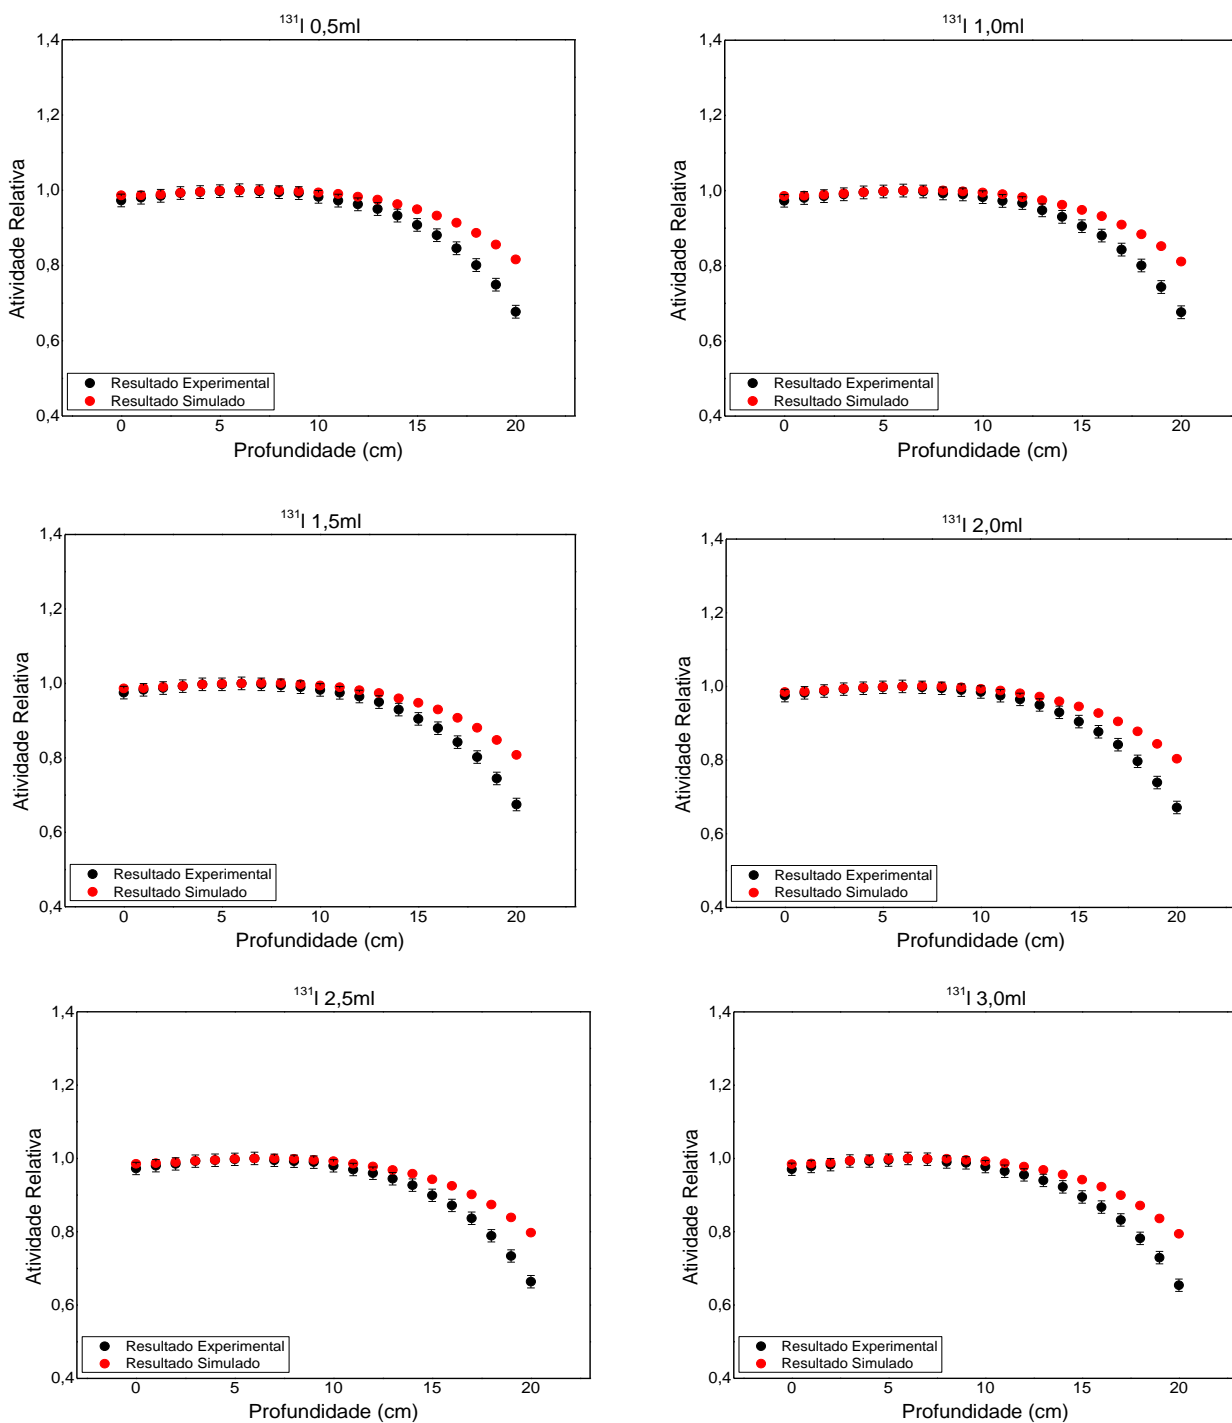 ¹³¹I 0,5ml
1,4
1,2
1,0
0,8
0,6
0,4
Atividade Relativa
Resultado Experimental
Resultado Simulado
0 5 10 15 20
Profundidade (cm)
¹³¹I 1,0ml
1,4
1,2
1,0
0,8
0,6
0,4
Atividade Relativa
Resultado Experimental
Resultado Simulado
0 5 10 15 20
Profundidade (cm)
¹³¹I 1,5ml
1,4
1,2
1,0
0,8
0,6
0,4
Atividade Relativa
Resultado Experimental
Resultado Simulado
0 5 10 15 20
Profundidade (cm)
¹³¹I 2,0ml
1,4
1,2
1,0
0,8
0,6
0,4
Atividade Relativa
Resultado Experimental
Resultado Simulado
0 5 10 15 20
Profundidade (cm)
¹³¹I 2,5ml
1,4
1,2
1,0
0,8
0,6
0,4
Atividade Relativa
Resultado Experimental
Resultado Simulado
0 5 10 15 20
Profundidade (cm)
¹³¹I 3,0ml
1,4
1,2
1,0
0,8
0,6
0,4
Atividade Relativa
Resultado Experimental
Resultado Simulado
0 5 10 15 20
Profundidade (cm)